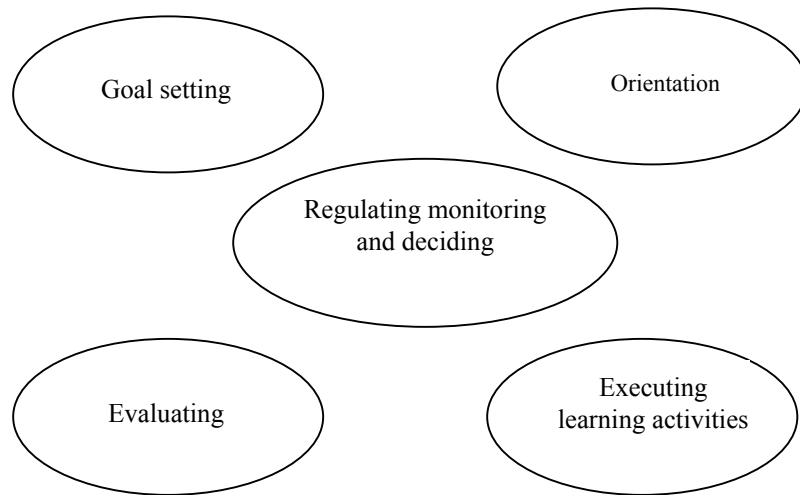 Goal setting
Orientation
Regulating monitoring
and deciding
Evaluating
Executing
learning activities